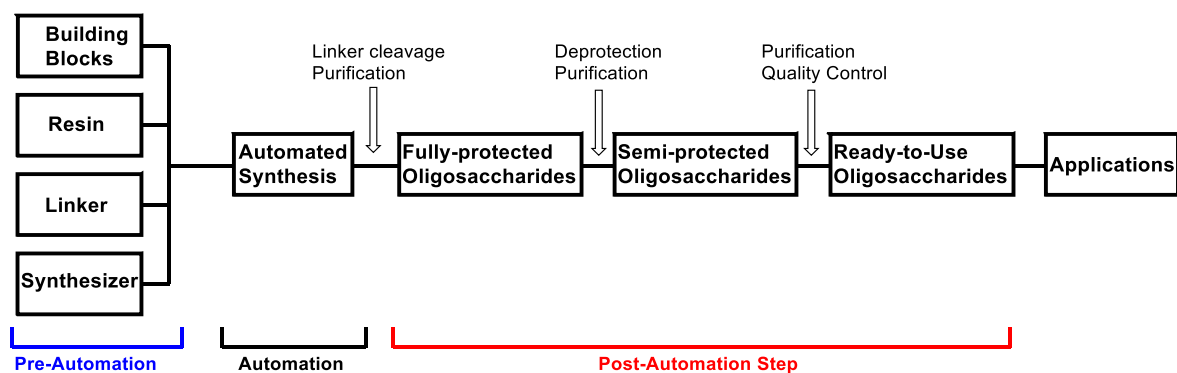 Building
Blocks
Resin
Linker
Synthesizer
Automated
Synthesis
Linker cleavage
Purification
Fully-protected
Oligosaccharides
Deprotection
Purification
Semi-protected
Oligosaccharides
Purification
Quality Control
Ready-to-Use
Oligosaccharides
Applications
Pre-Automation
Automation
Post-Automation Step